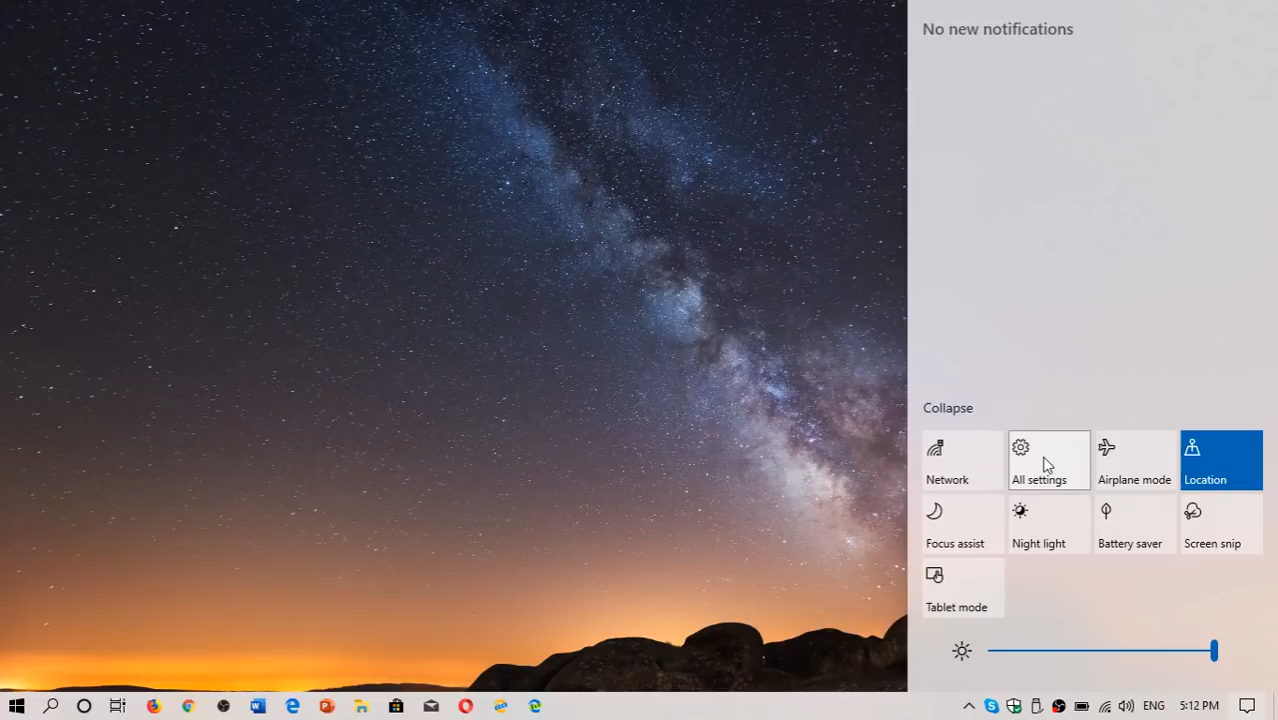 No new notifications
Collapse
Network
All settings
Airplane mode
Location
Focus assist
Night light
Battery saver
Screen snip
Tablet mode
ENG
5:12 PM